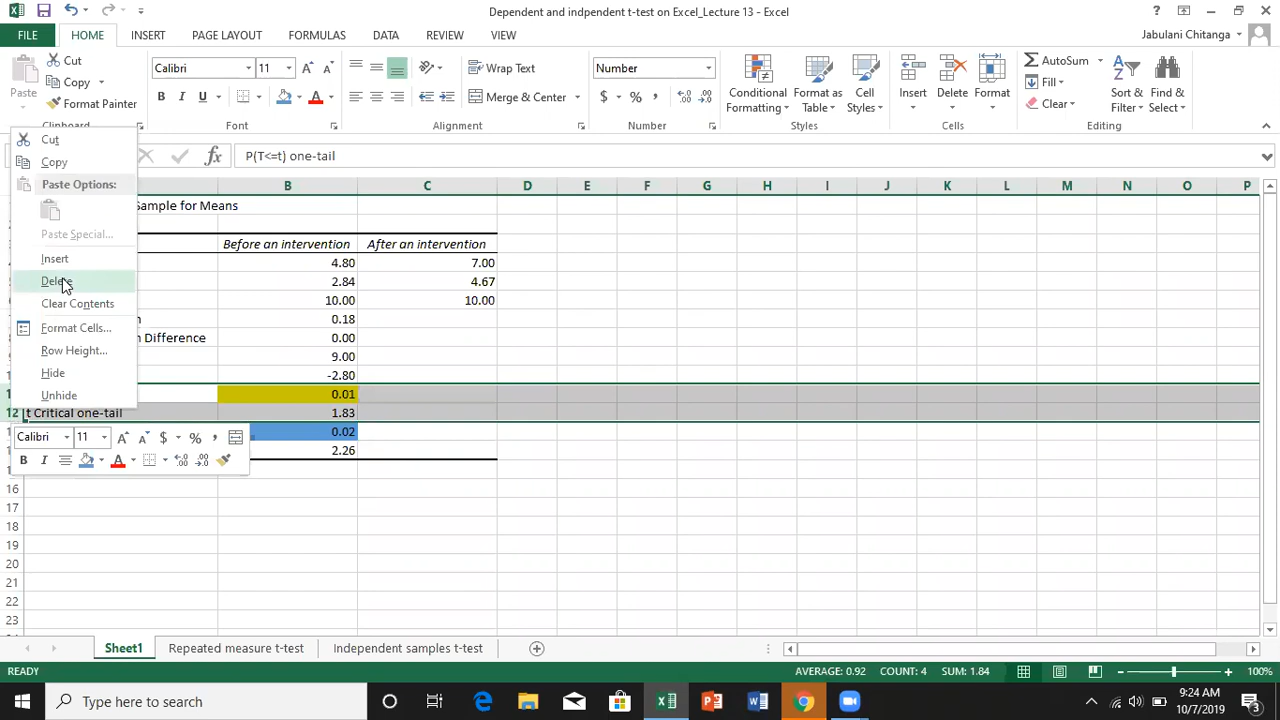 Dependent and indpendent t-test on Excel_Lecture 13 - Excel
?
FILE HOME INSERT PAGE LAYOUT FORMULAS DATA REVIEW VIEW Jabulani Chitanga
Paste
Cut
Copy
Format Painter
Clipboard
Calibri 11
B I U
Font
Wrap Text
Merge & Center
Alignment
Number
$ % ,
Number
Conditional Formatting
Format as Table
Cell Styles
Styles
Insert Delete Format
Cells
AutoSum
Fill
Clear
Sort & Filter
Find & Select
Editing
fx P(T<=t) one-tail
B C D E F G H I J K L M N O P
Cut
Copy
Paste Options:
Paste Special...
Insert
Delete
Clear Contents
Format Cells...
Row Height...
Hide
Unhide
Sample for Means
Before an intervention After an intervention
4.80 7.00
2.84 4.67
10.00 10.00
0.18
n Difference 0.00
9.00
-2.80
0.01
12 t Critical one-tail 1.83
0.02
2.26
Calibri 11 A A $ % ,
B I A
16
17
18
19
20
21
22
23
Sheet1 Repeated measure t-test Independent samples t-test
READY AVERAGE: 0.92 COUNT: 4 SUM: 1.84 100%
Type here to search
9:24 AM
10/7/2019
3